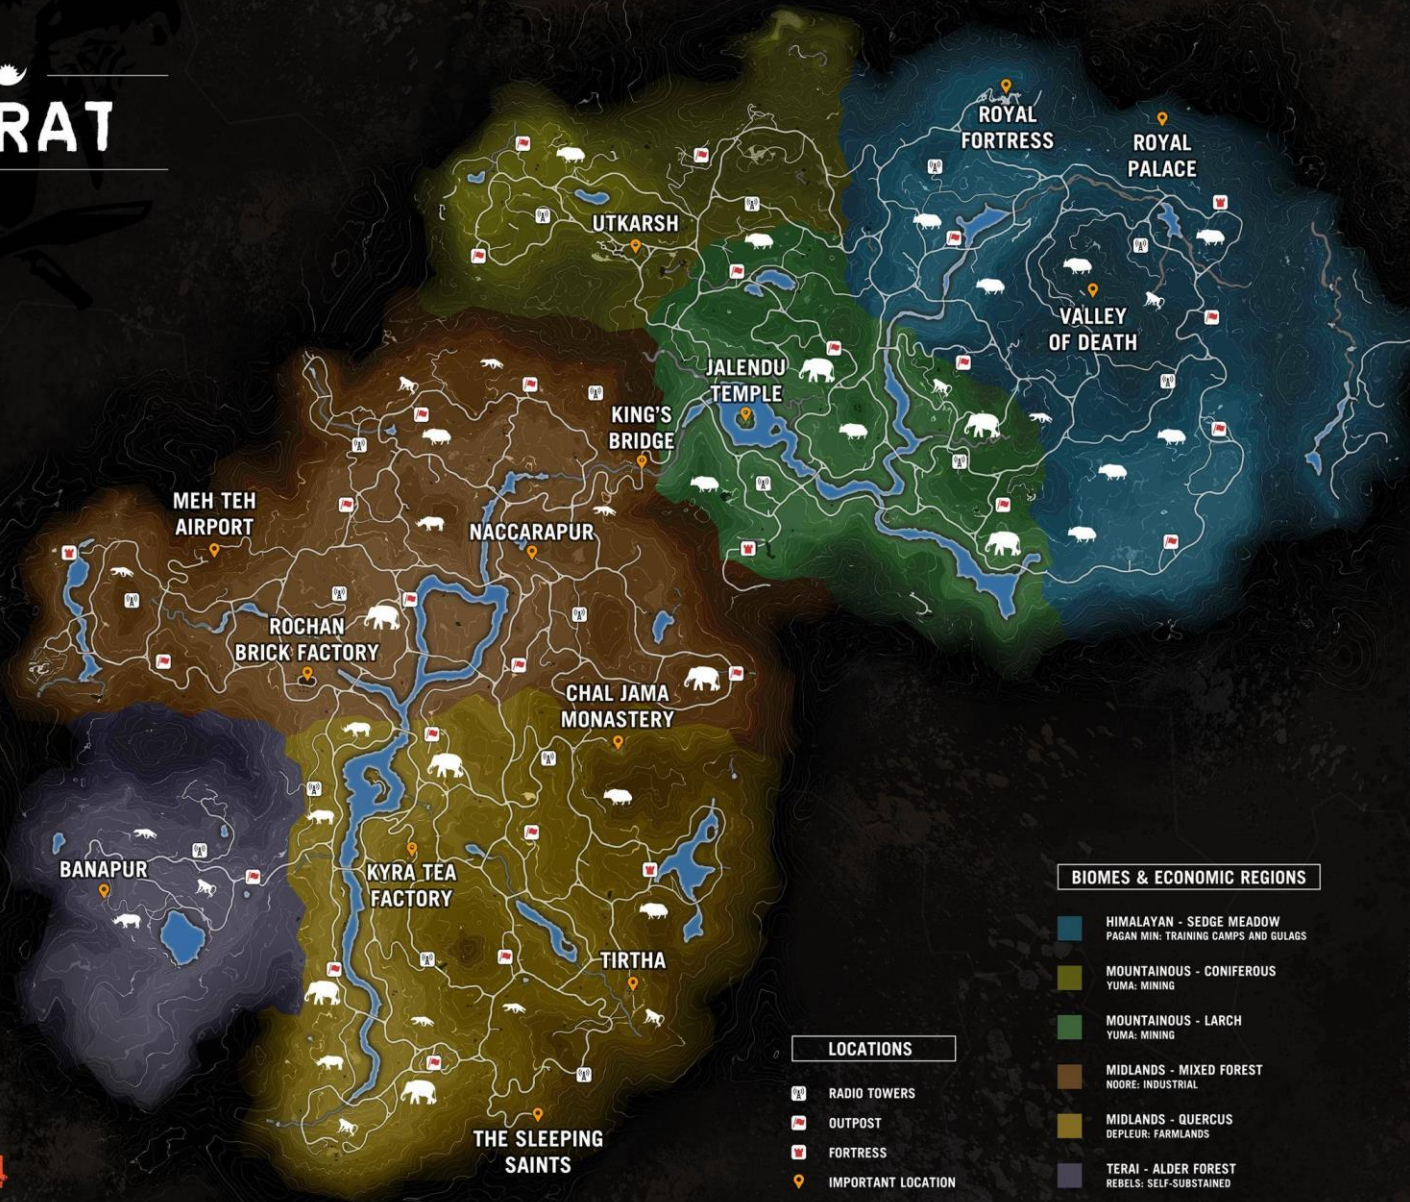 RAT
ROYAL
FORTRESS
ROYAL
PALACE
UTKARSH
VALLEY
OF DEATH
JALENDU
TEMPLE
KING'S
BRIDGE
MEH TEH
AIRPORT
NACCARAPUR
ROCHAN
BRICK FACTORY
CHAL JAMA
MONASTERY
BANAPUR
KYRA TEA
FACTORY
TIRTHA
THE SLEEPING
SAINTS
LOCATIONS
RADIO TOWERS
OUTPOST
FORTRESS
IMPORTANT LOCATION
BIOMES & ECONOMIC REGIONS
HIMALAYAN - SEDGE MEADOW
PAGAN MIN: TRAINING CAMPS AND GULAGS
MOUNTAINOUS - CONIFEROUS
YUMA: MINING
MOUNTAINOUS - LARCH
YUMA: MINING
MIDLANDS - MIXED FOREST
NOORE: INDUSTRIAL
MIDLANDS - QUERCUS
DEPLEUR: FARMLANDS
TERAI - ALDER FOREST
REBELS: SELF-SUBSTAINED